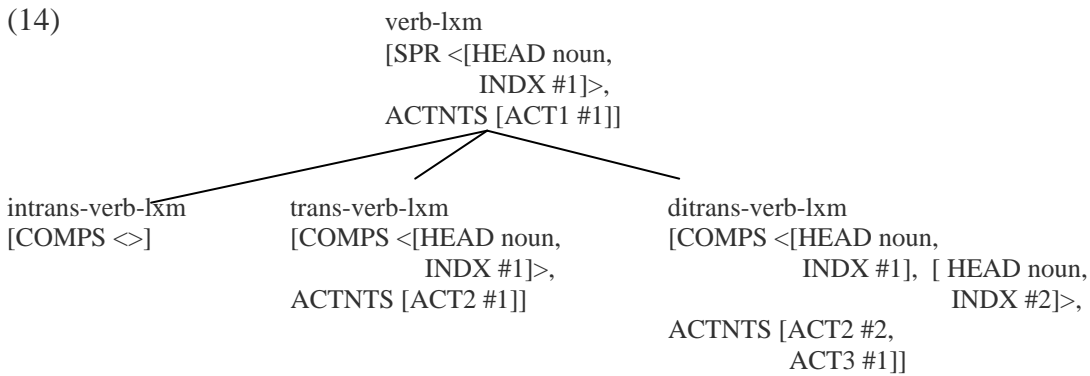 (14)
verb-lxm
[SPR <[HEAD noun,
INDX #1]>,
ACTNTS [ACT1 #1]]
intrans-verb-lxm
[COMPS <>]
trans-verb-lxm
[COMPS <[HEAD noun,
INDX #1]>,
ACTNTS [ACT2 #1]]
ditrans-verb-lxm
[COMPS <[HEAD noun,
INDX #1], [ HEAD noun,
INDX #2]>,
ACTNTS [ACT2 #2,
ACT3 #1]]